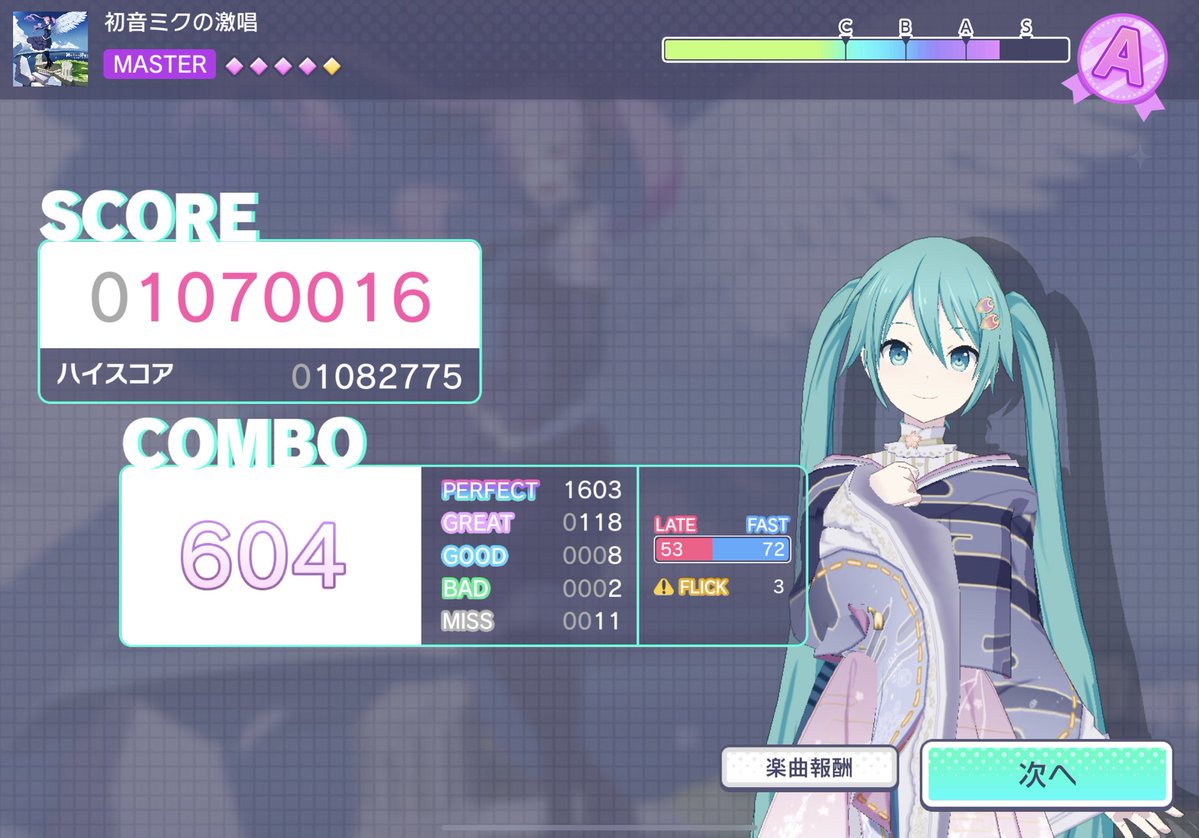 初音ミクの激唱
MASTER
C B A S
A
SCORE
01070016
ハイスコア 01082775
COMBO
604
PERFECT 1603
GREAT 0118
GOOD 0008
BAD 0002
MISS 0011
LATE FAST
53 72
FLICK 3
楽曲報酬
次へ